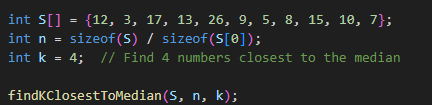 int S[] = {12, 3, 17, 13, 26, 9, 5, 8, 15, 10, 7};
int n = sizeof(S) / sizeof(S[0]);
int k = 4;  // Find 4 numbers closest to the median
findKClosestToMedian(S, n, k);